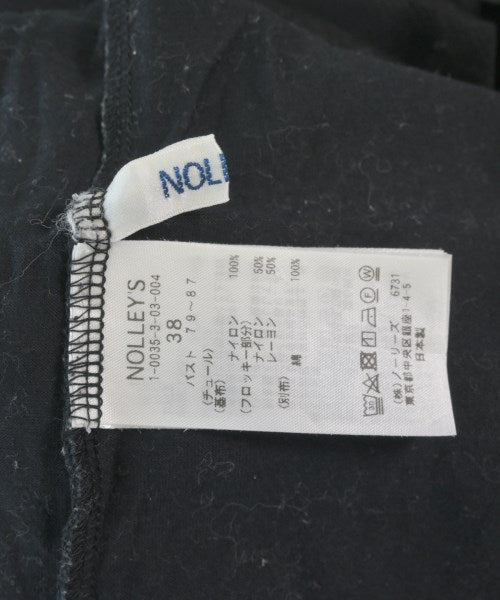 NOLL
NOLLEYS
1-0035-3-03-004
38
バスト 79~87
(チュール)
(基布) ナイロン 100%
(フロッキー部分)
ナイロン 50%
レーヨン 50%
(別布) 綿 100%
(株)ノーリーズ 6731
東京都中央区銀座1-4-5
日本製